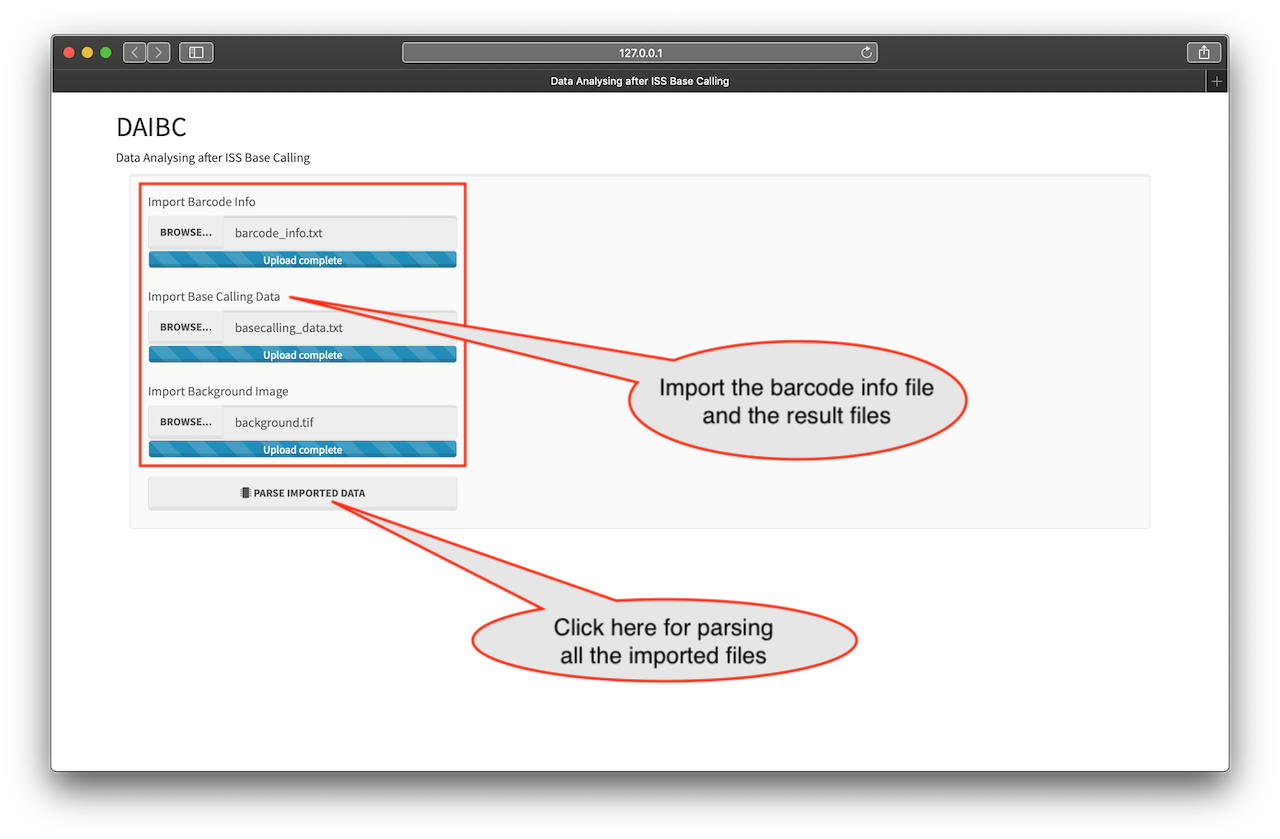 127.0.0.1
Data Analysing after ISS Base Calling
DAIBC
Data Analysing after ISS Base Calling
Import Barcode Info
BROWSE... barcode_info.txt
Upload complete
Import Base Calling Data
BROWSE... basecalling_data.txt
Upload complete
Import the barcode info file
and the result files
Import Background Image
BROWSE... background.tif
Upload complete
PARSE IMPORTED DATA
Click here for parsing
all the imported files